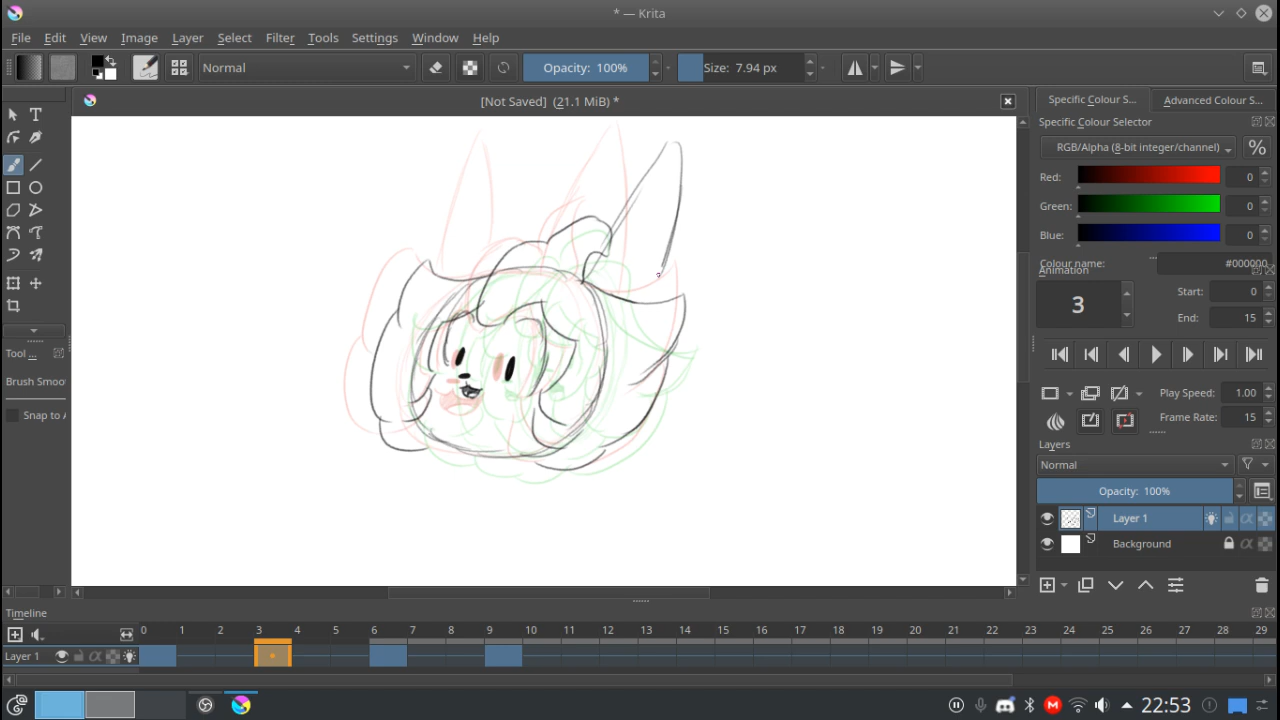 * — Krita
File Edit View Image Layer Select Filter Tools Settings Window Help
Normal Opacity: 100% Size: 7.94 px
[Not Saved] (21.1 MiB) *
Specific Colour S... Advanced Colour S...
Specific Colour Selector
RGB/Alpha (8-bit integer/channel) %
Red: 0
Green: 0
Blue: 0
Colour name: #000000
Animation
3 Start: 0
End: 15
Play Speed: 1.00
Frame Rate: 15
Tool ...
Brush Smoo
Snap to A
Layers
Normal
Opacity: 100%
Layer 1
Background
Timeline
0 1 2 3 4 5 6 7 8 9 10 11 12 13 14 15 16 17 18 19 20 21 22 23 24 25 26 27 28 29
Layer 1
22:53